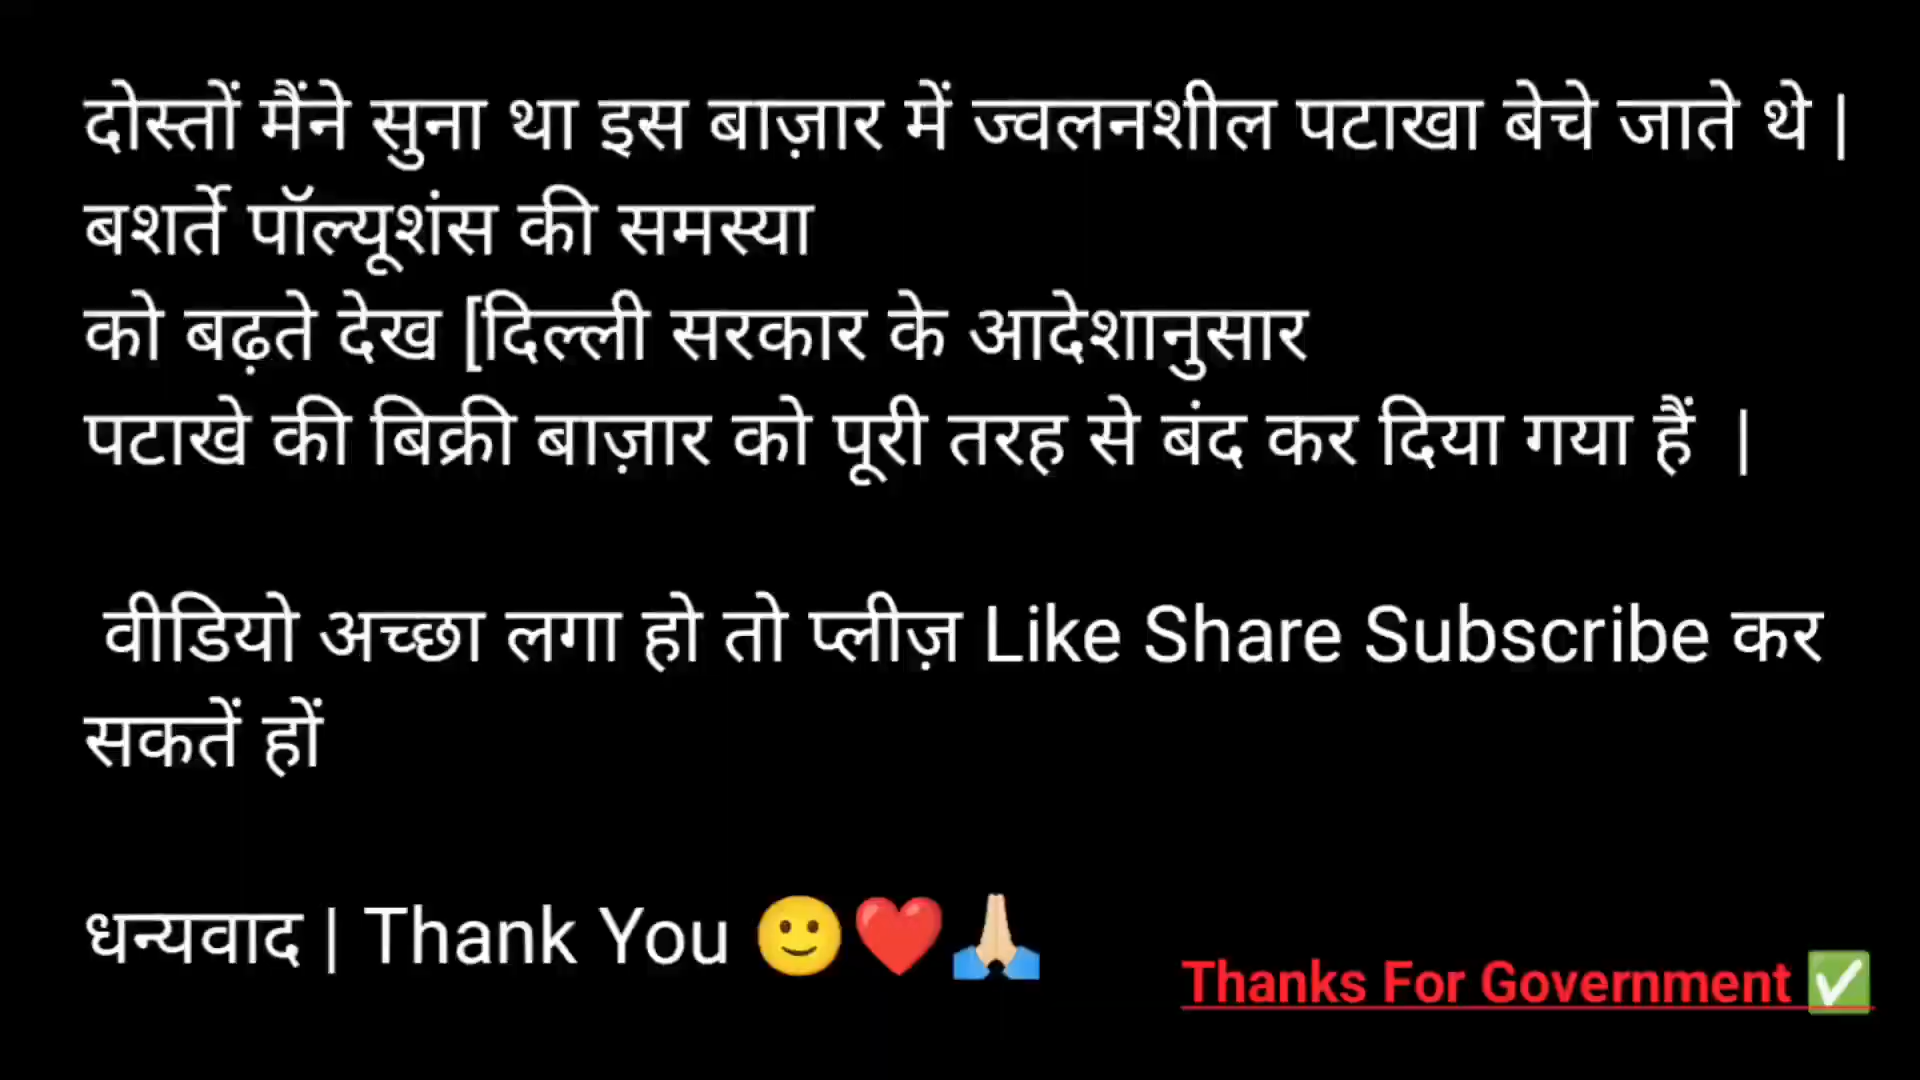 दोस्तों मैंने सुना था इस बाज़ार में ज्वलनशील पटाखा बेचे जाते थे |
बशर्ते पॉल्यूशंस की समस्या
को बढ़ते देख [दिल्ली सरकार के आदेशानुसार
पटाखे की बिक्री बाज़ार को पूरी तरह से बंद कर दिया गया हैं |
वीडियो अच्छा लगा हो तो प्लीज़ Like Share Subscribe कर
सकतें हों
धन्यवाद | Thank You 🙂❤️🙏🏻
Thanks For Government ✅